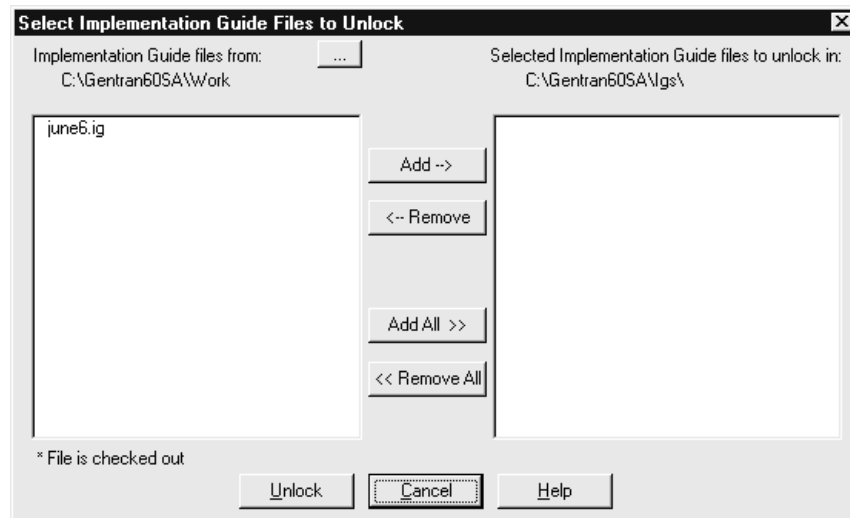 Select Implementation Guide Files to Unlock
Implementation Guide files from:
...
C:\Gentran60SA\Work
Selected Implementation Guide files to unlock in:
C:\Gentran60SA\Igs\
june6.ig
Add -->
<-- Remove
Add All >>
<< Remove All
* File is checked out
Unlock
Cancel
Help